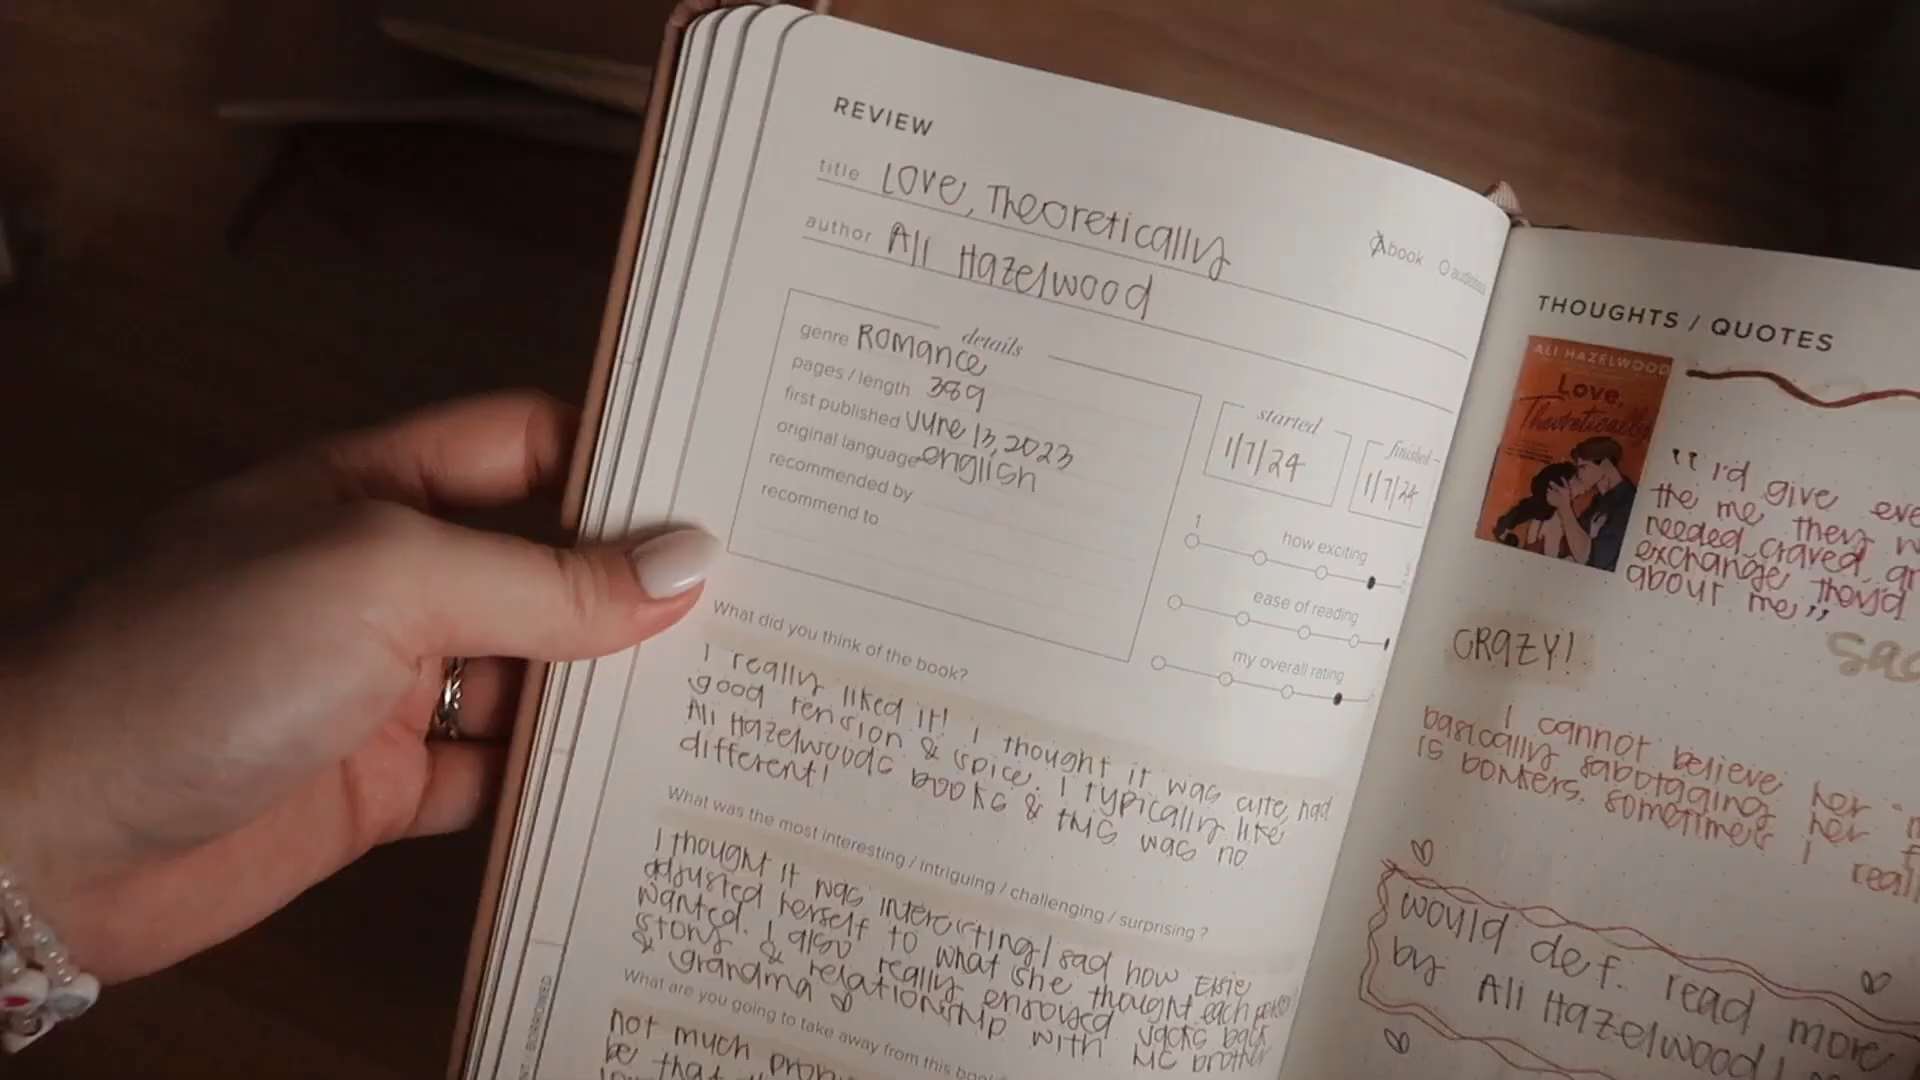 REVIEW
title Love, Theoretically
author Ali Hazelwood
book
details
genre Romance
pages / length 389
first published June 13, 2023
original language english
recommended by
recommend to
started
1/7/24
finished
1/7/24
1
how exciting
ease of reading
my overall rating
What did you think of the book?
I really liked it! I thought it was cute, had
good tension & spice. I typically like
Ali Hazelwoods books & this was no
different!
What was the most interesting / intriguing / challenging / surprising ?
I thought it was interesting/sad how Elsie
adjusted herself to what she thought each
wanted. I also really enjoyed Jacks back
story & relationship with MC brother
& grandma
What are you going to take away from this
not much
be that
BORROWED
THOUGHTS / QUOTES
ALI HAZELWOOD
Love,
Theoretically
"I'd give
the me they
needed, craved,
exchange, they'd
about me"
CRAZY!
I cannot believe her
basically sabotaging her
is bonkers. sometimes I
would def. read more
by Ali Hazelwood!